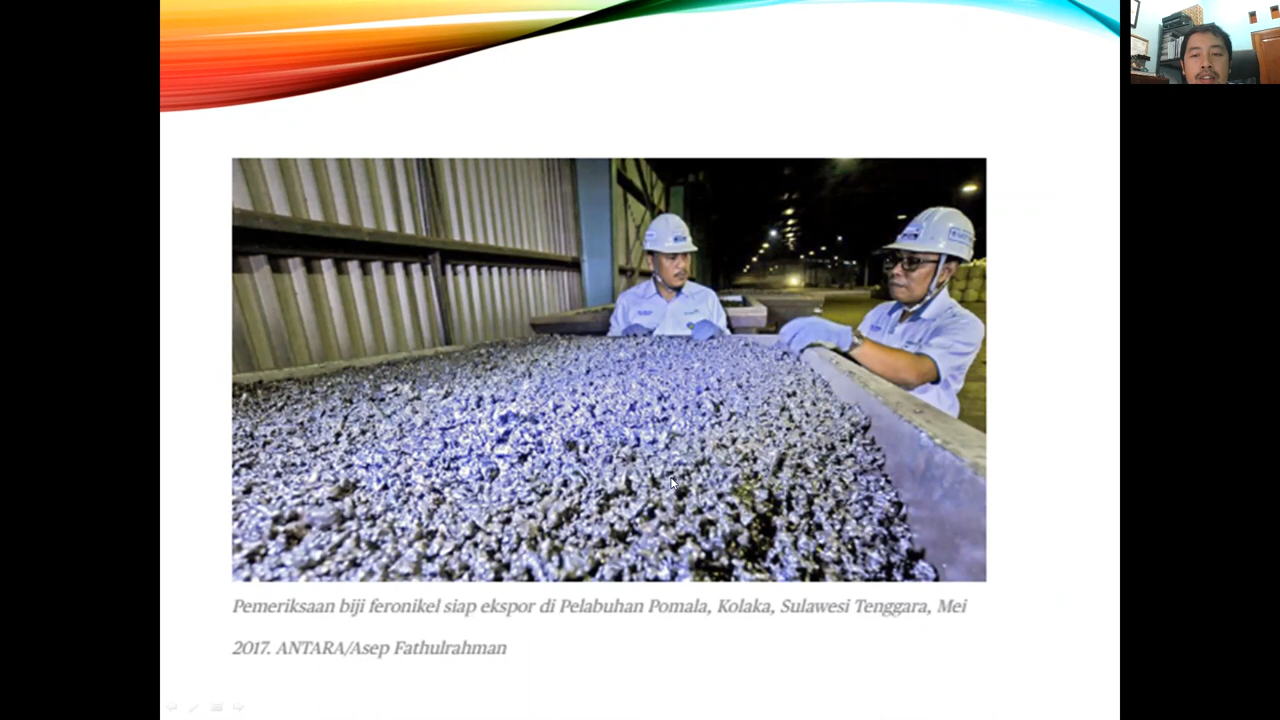 Pemeriksaan biji feronikel siap ekspor di Pelabuhan Pomala, Kolaka, Sulawesi Tenggara, Mei
2017. ANTARA/Asep Fathulrahman